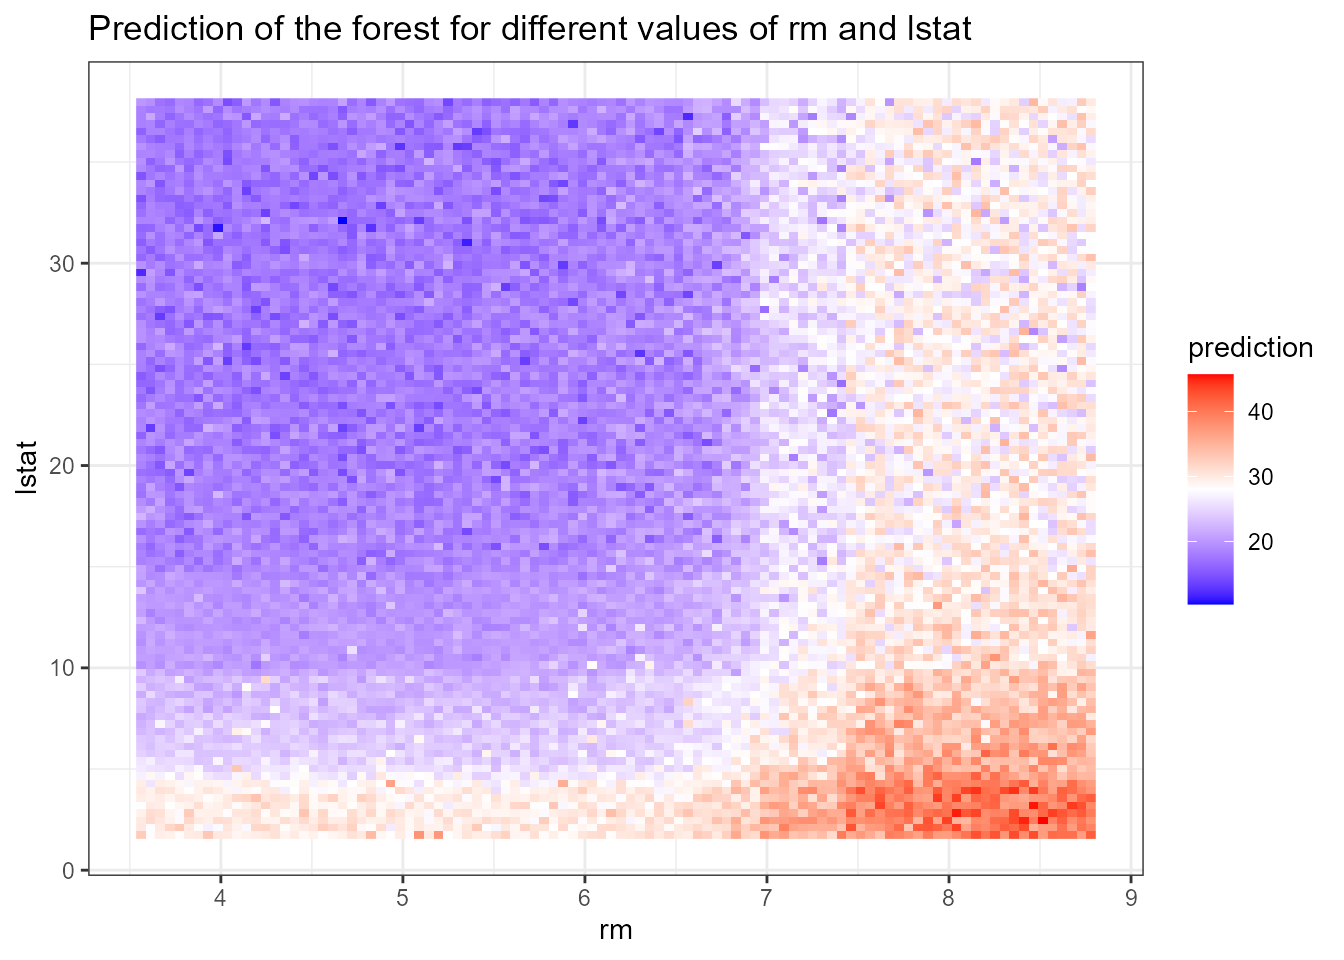 Prediction of the forest for different values of rm and lstat
30
20
10
0
lstat
4 5 6 7 8 9
rm
prediction
40
30
20